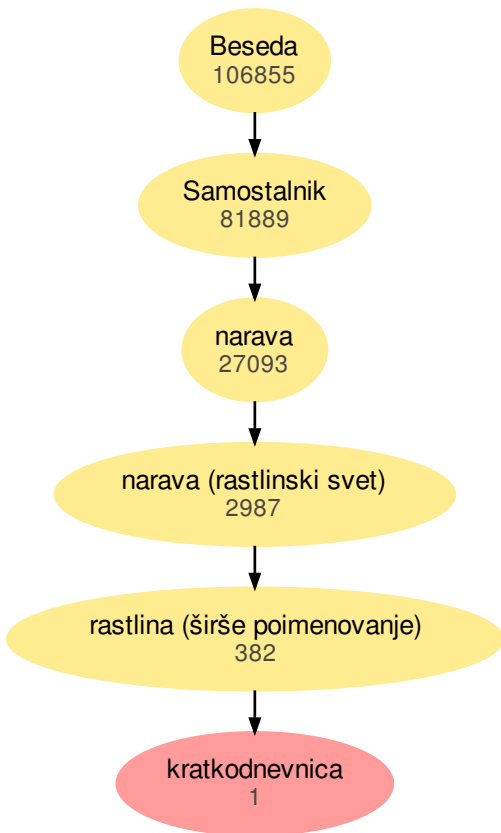 Beseda
106855
Samostalnik
81889
narava
27093
narava (rastlinski svet)
2987
rastlina (širše poimenovanje)
382
kratkodnevnica
1